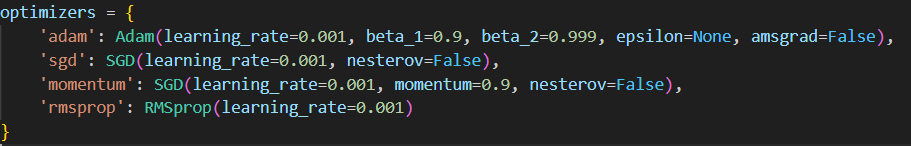 optimizers = {
    'adam': Adam(learning_rate=0.001, beta_1=0.9, beta_2=0.999, epsilon=None, amsgrad=False),
    'sgd': SGD(learning_rate=0.001, nesterov=False),
    'momentum': SGD(learning_rate=0.001, momentum=0.9, nesterov=False),
    'rmsprop': RMSprop(learning_rate=0.001)
}